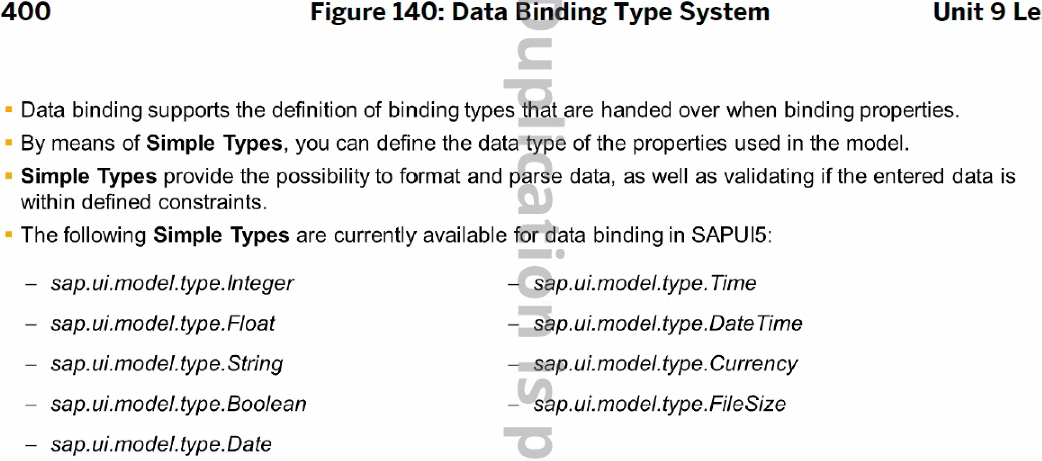 400 Figure 140: Data Binding Type System Unit 9 Le
Data binding supports the definition of binding types that are handed over when binding properties.
By means of Simple Types, you can define the data type of the properties used in the model.
Simple Types provide the possibility to format and parse data, as well as validating if the entered data is
within defined constraints.
The following Simple Types are currently available for data binding in SAPUI5:
– sap.ui.model.type.Integer
– sap.ui.model.type.Float
– sap.ui.model.type.String
– sap.ui.model.type.Boolean
– sap.ui.model.type.Date
– sap.ui.model.type.Time
– sap.ui.model.type.DateTime
– sap.ui.model.type.Currency
– sap.ui.model.type.FileSize
uplication is p